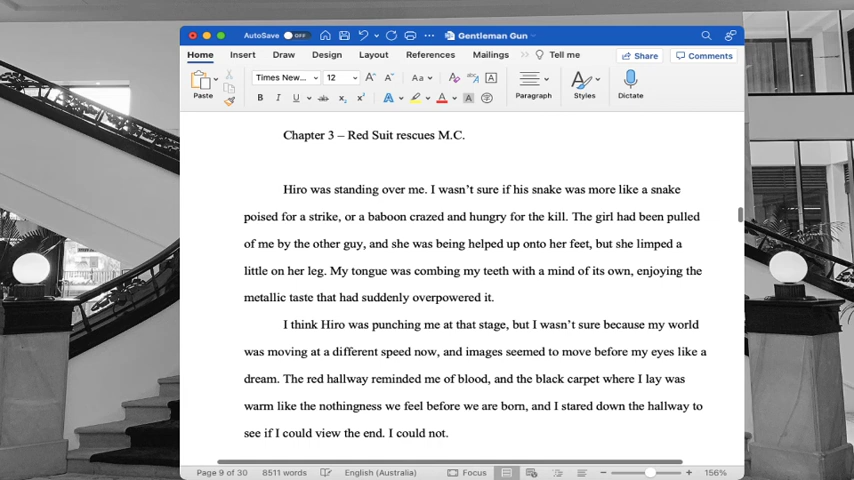 AutoSave OFF Gentleman Gun
Home Insert Draw Design Layout References Mailings Tell me Share Comments
Times New... 12 A A Aa A
Paste Paragraph Styles Dictate
B I U ab x₂ x² A A A
Chapter 3 – Red Suit rescues M.C.
Hiro was standing over me. I wasn’t sure if his snake was more like a snake
poised for a strike, or a baboon crazed and hungry for the kill. The girl had been pulled
of me by the other guy, and she was being helped up onto her feet, but she limped a
little on her leg. My tongue was combing my teeth with a mind of its own, enjoying the
metallic taste that had suddenly overpowered it.
I think Hiro was punching me at that stage, but I wasn’t sure because my world
was moving at a different speed now, and images seemed to move before my eyes like a
dream. The red hallway reminded me of blood, and the black carpet where I lay was
warm like the nothingness we feel before we are born, and I stared down the hallway to
see if I could view the end. I could not.
Page 9 of 30 8511 words English (Australia) Focus 156%